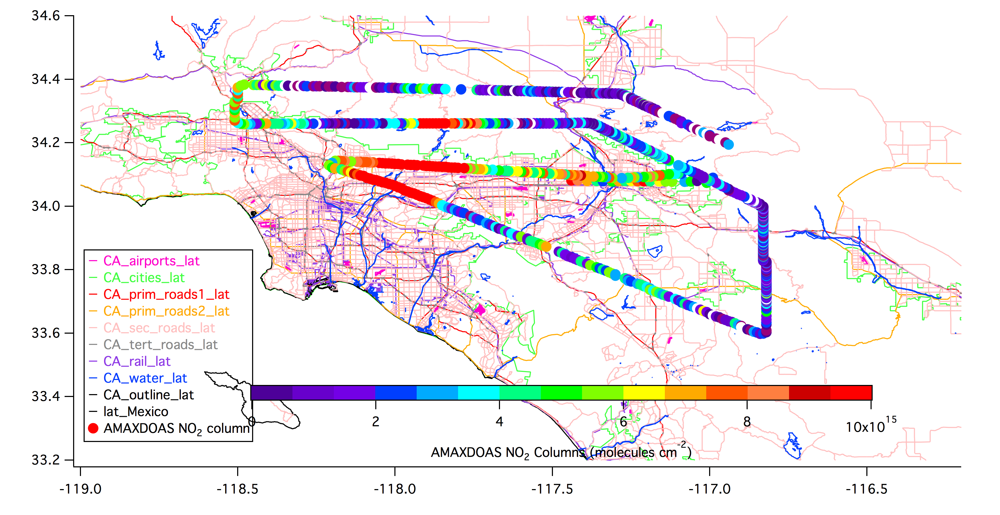 34.6
34.4
34.2
34.0
33.8
33.6
33.4
33.2
CA_airports_lat
CA_cities_lat
CA_prim_roads1_lat
CA_prim_roads2_lat
CA_sec_roads_lat
CA_tert_roads_lat
CA_rail_lat
CA_water_lat
CA_outline_lat
lat_Mexico
AMAXDOAS NO2 column
0 2 4 6 8 10x10^15
AMAXDOAS NO2 Columns (molecules cm^-2)
-119.0 -118.5 -118.0 -117.5 -117.0 -116.5